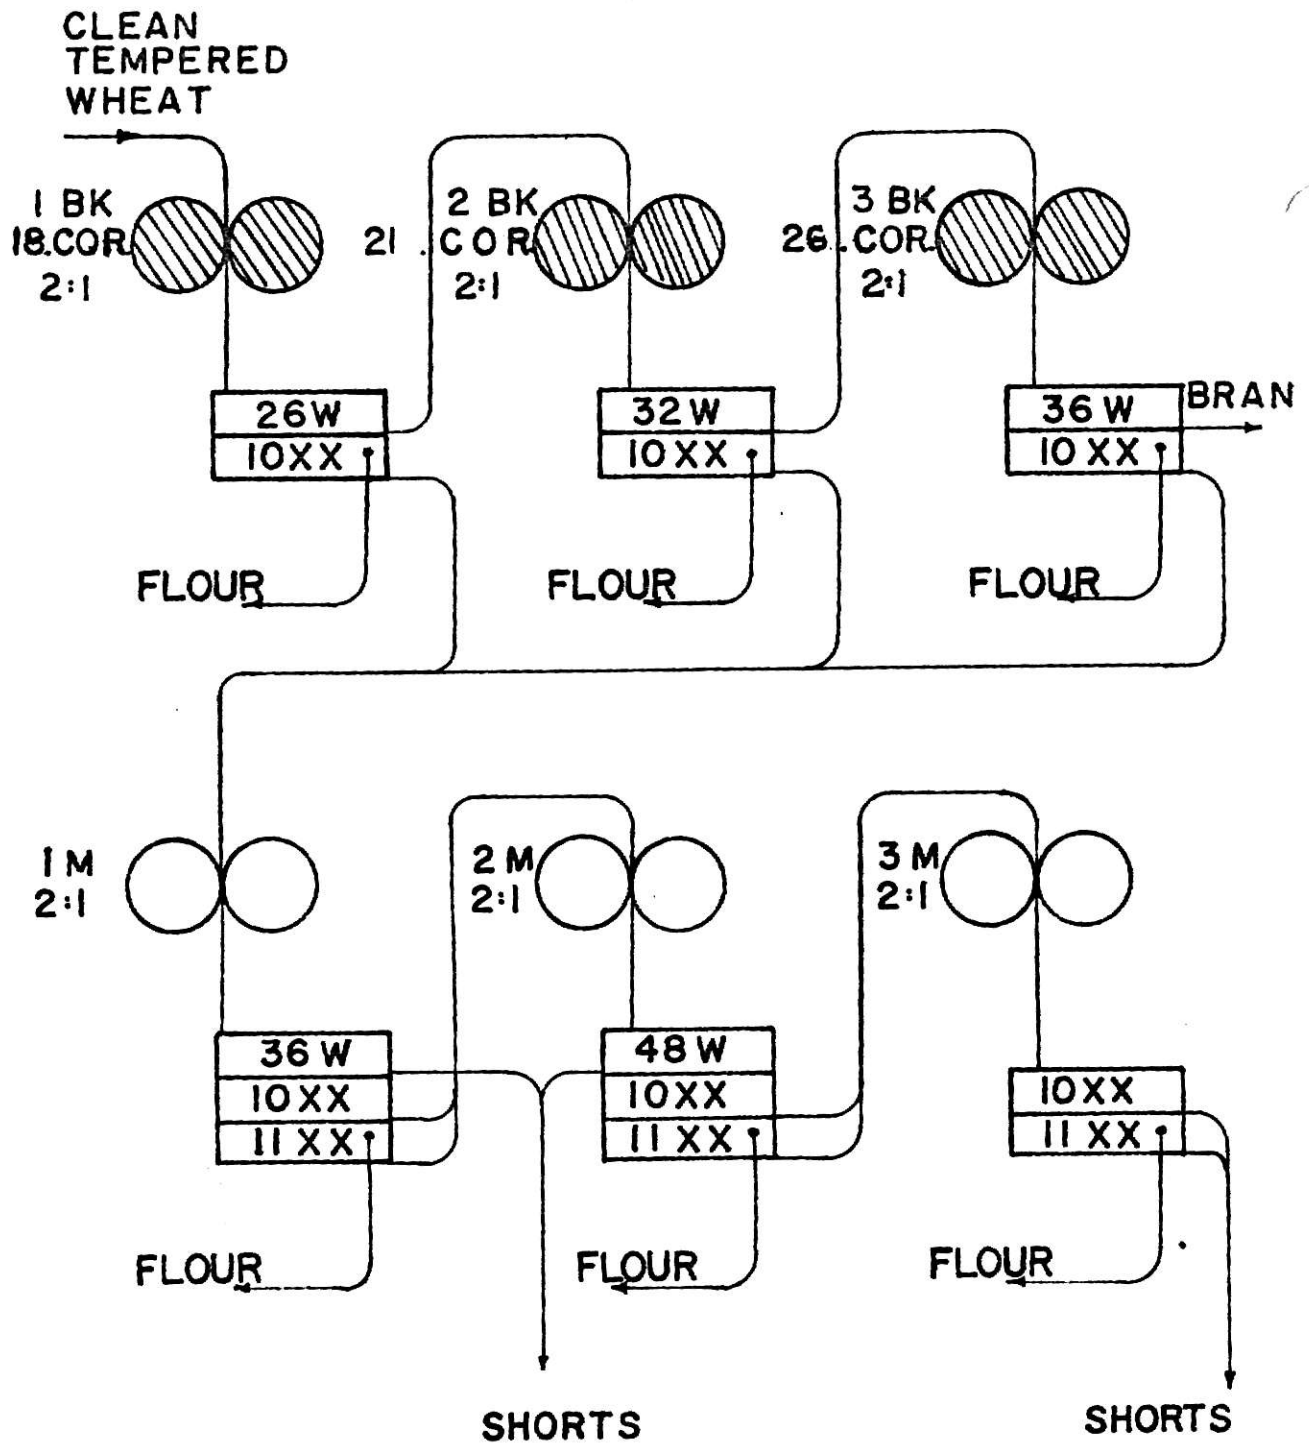 CLEAN
TEMPERED
WHEAT
1 BK
18.COR.
2:1
2 BK
21 . COR.
2:1
3 BK
26.COR.
2:1
26W
10XX
32W
10XX
36W
10XX
BRAN
FLOUR
FLOUR
FLOUR
1M
2:1
2M
2:1
3M
2:1
36W
10XX
11XX
48W
10XX
11XX
10XX
11XX
FLOUR
FLOUR
FLOUR
SHORTS
SHORTS